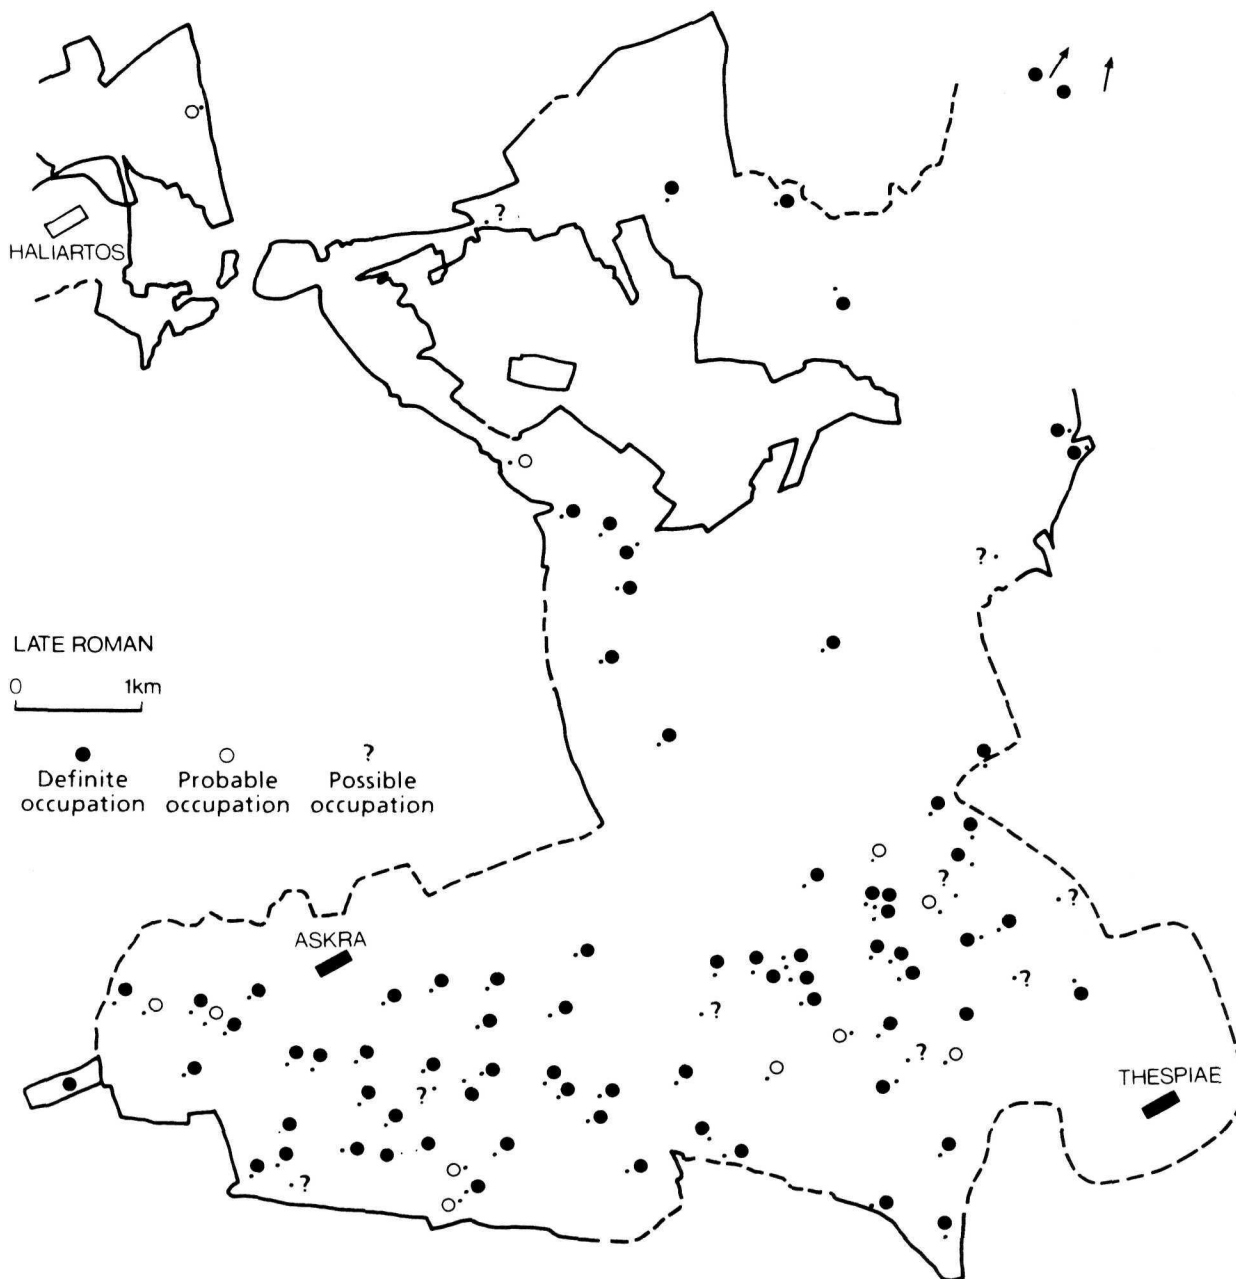 HALIARTOS
?
?
LATE ROMAN
0 1km
? 
Definite occupation
Probable occupation
Possible occupation
?
?
ASKRA
?
?
?
?
THESPIAE
?